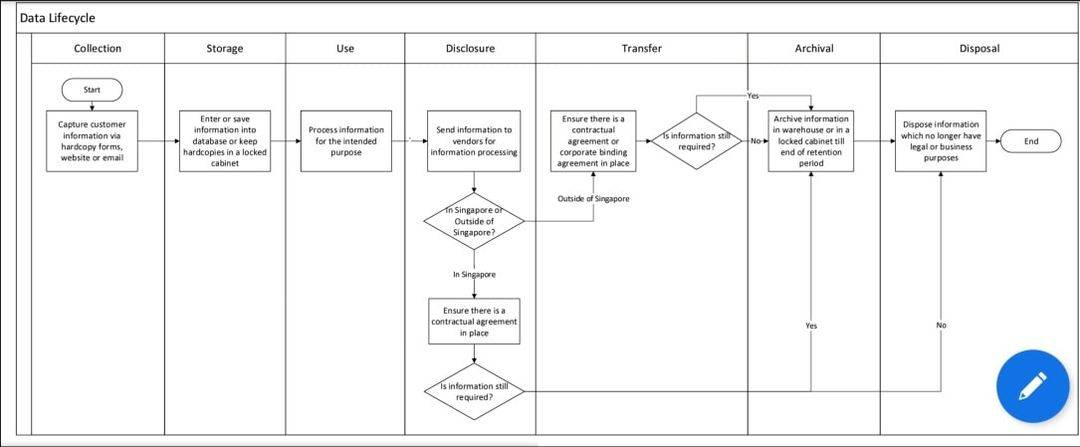 Data Lifecycle
Collection
Storage
Use
Disclosure
Transfer
Archival
Disposal
Start
Capture customer
information via
hardcopy forms,
website or email
Enter or save
information into
database or keep
hardcopies in a locked
cabinet
Process information
for the intended
purpose
Send information to
vendors for
information processing
In Singapore or
Outside of
Singapore?
In Singapore
Ensure there is a
contractual agreement
in place
Is information still
required?
Outside of Singapore
Ensure there is a
contractual
agreement or
corporate binding
agreement in place
Is information still
required?
Yes
No
Archive information
in warehouse or in a
locked cabinet till
end of retention
period
Yes
Dispose information
which no longer have
legal or business
purposes
No
End